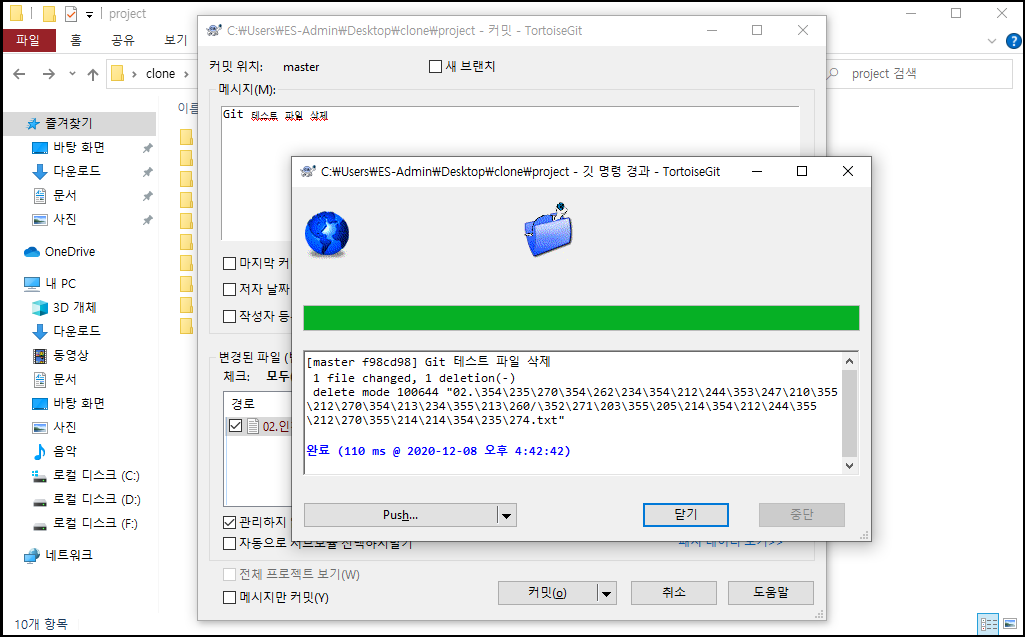 project
파일
홈
공유
보기
clone
project 검색
즐겨찾기
바탕 화면
다운로드
문서
사진
OneDrive
내 PC
3D 개체
다운로드
동영상
문서
바탕 화면
사진
음악
로컬 디스크 (C:)
로컬 디스크 (D:)
로컬 디스크 (F:)
네트워크
10개 항목
C:₩Users₩ES-Admin₩Desktop₩clone₩project - 커밋 - TortoiseGit
커밋 위치: master
새 브랜치
메시지(M):
Git 테스트 파일 삭제
마지막 커
저자 날짜
작성자 등
변경된 파일
체크: 모두
경로
02.인
관리하지
전체 프로젝트 보기(W)
메시지만 커밋(Y)
커밋(o)
취소
도움말
C:₩Users₩ES-Admin₩Desktop₩clone₩project - 깃 명령 경과 - TortoiseGit
[master f98cd98] Git 테스트 파일 삭제
1 file changed, 1 deletion(-)
delete mode 100644 "02.\354\235\270\354\262\234\354\212\244\353\247\210\355
\212\270\354\213\234\355\213\260/\352\271\203\355\205\214\354\212\244\355
\212\270\355\214\214\354\235\274.txt"
완료 (110 ms @ 2020-12-08 오후 4:42:42)
Push...
닫기
중단